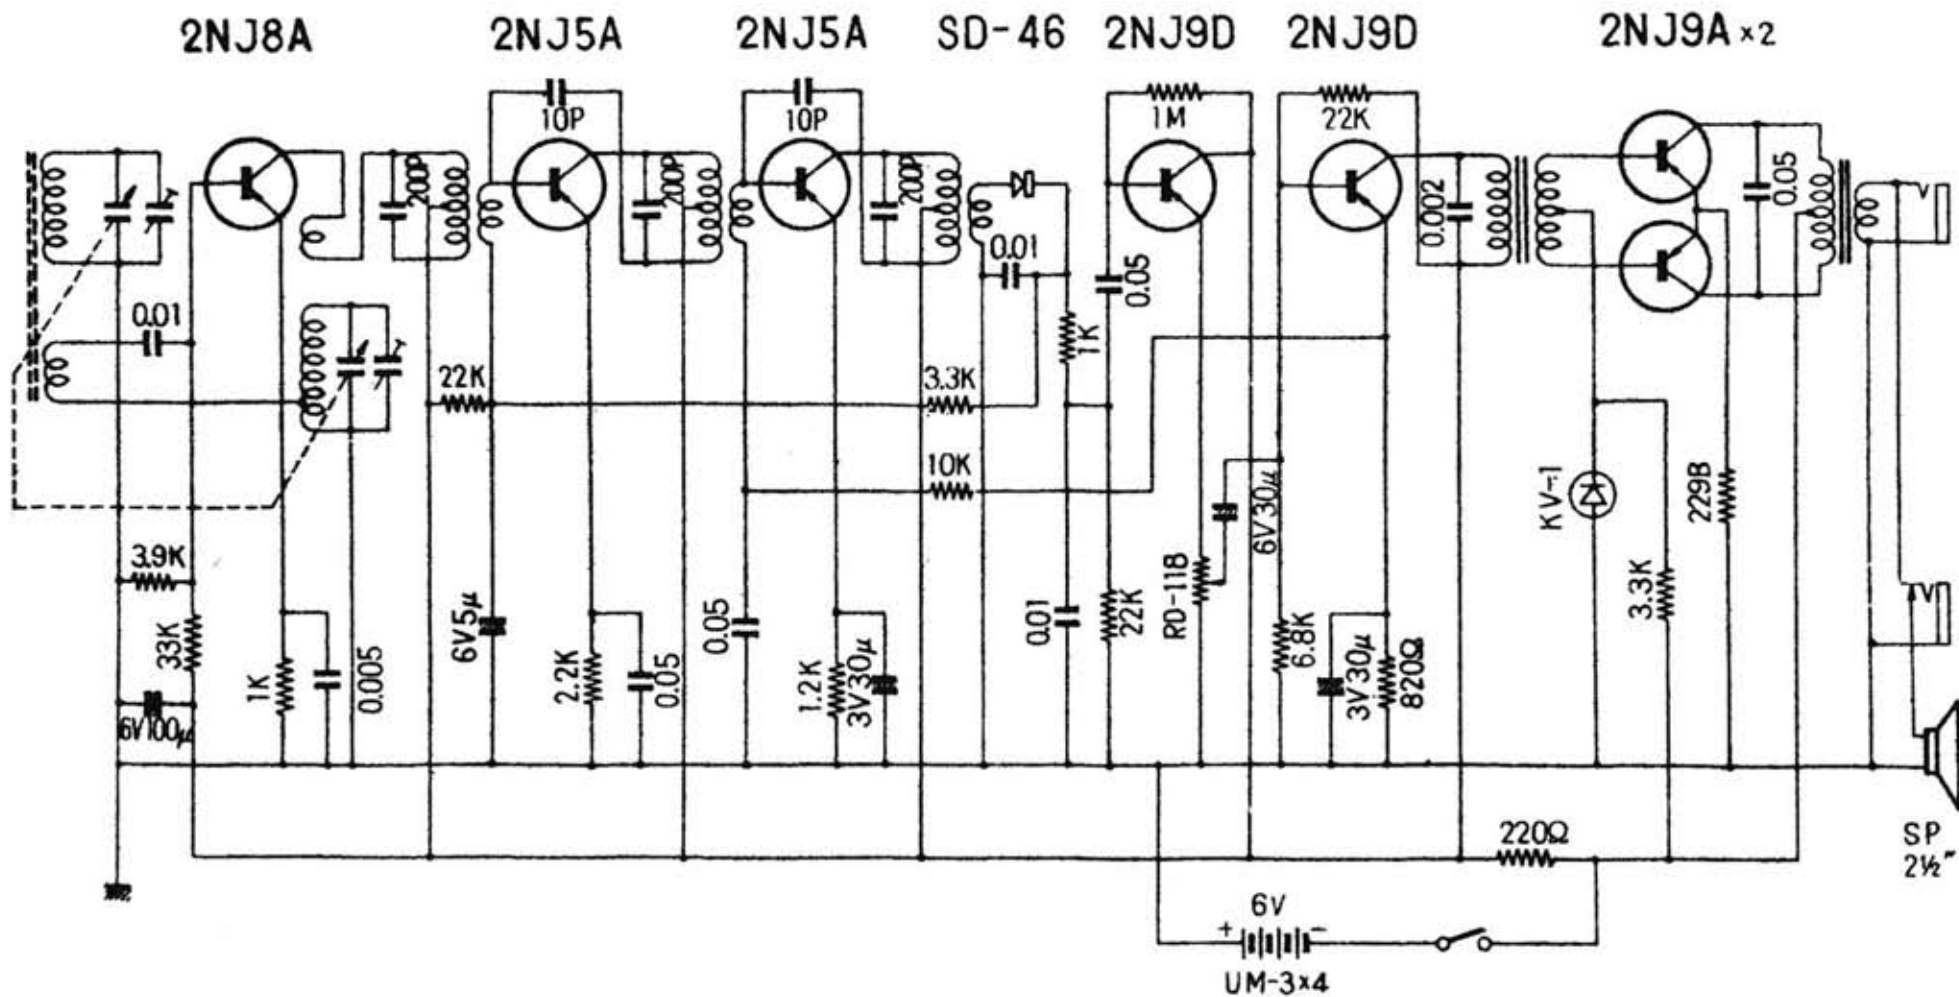 2NJ8A
2NJ5A
2NJ5A
SD-46
2NJ9D
2NJ9D
2NJ9A ×2
10P
10P
1M
22K
200P
200P
200P
0.002
0.05
0.01
0.01
0.05
1K
22K
3.3K
10K
6V30μ
KV-1
229B
3.9K
33K
6V100μ
1K
0.005
6V5μ
2.2K
0.05
0.05
1.2K
3V30μ
0.01
22K
RD-11B
6.8K
3V30μ
820Ω
3.3K
220Ω
SP
2½"
6V
+ −
UM-3×4